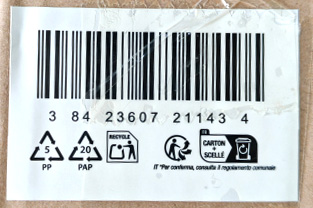 3 84 23607 21143 4
RECYCLE
FR
5
20
CARTON
+
SCELLÉ
PP
PAP
IT *Per conferma, consulta il regolamento comunale